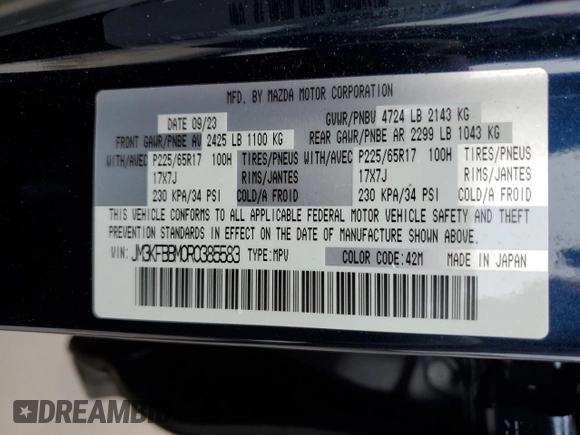 MFD. BY MAZDA MOTOR CORPORATION
DATE 09/23 GVWR/PNBV 4724 LB 2143 KG
FRONT GAWR/PNBE AV 2425 LB 1100 KG REAR GAWR/PNBE AR 2299 LB 1043 KG
WITH/AVEC P225/65R17 100H TIRES/PNEUS WITH/AVEC P225/65R17 100H TIRES/PNEUS
17X7J RIMS/JANTES 17X7J RIMS/JANTES
230 KPA/34 PSI COLD/A FROID 230 KPA/34 PSI COLD/A FROID
THIS VEHICLE CONFORMS TO ALL APPLICABLE FEDERAL MOTOR VEHICLE SAFETY AND THEFT
PREVENTION STANDARDS IN EFFECT ON THE DATE OF MANUFACTURE SHOWN ABOVE.
VIN: JM3KFBBM0R0385583 TYPE:MPV COLOR CODE:42M MADE IN JAPAN
DREAMBID